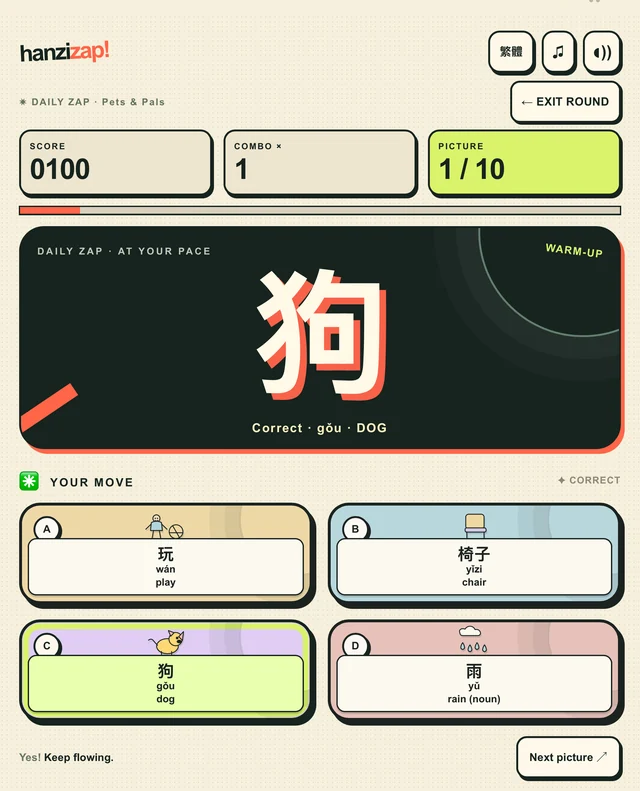 hanzizap!
繁體
DAILY ZAP · Pets & Pals
← EXIT ROUND
SCORE
0100
COMBO ×
1
PICTURE
1 / 10
DAILY ZAP · AT YOUR PACE
WARM-UP
狗
Correct · gǒu · DOG
YOUR MOVE
✦ CORRECT
A
玩
wán
play
B
椅子
yǐzi
chair
C
狗
gǒu
dog
D
雨
yǔ
rain (noun)
Yes! Keep flowing.
Next picture ↗